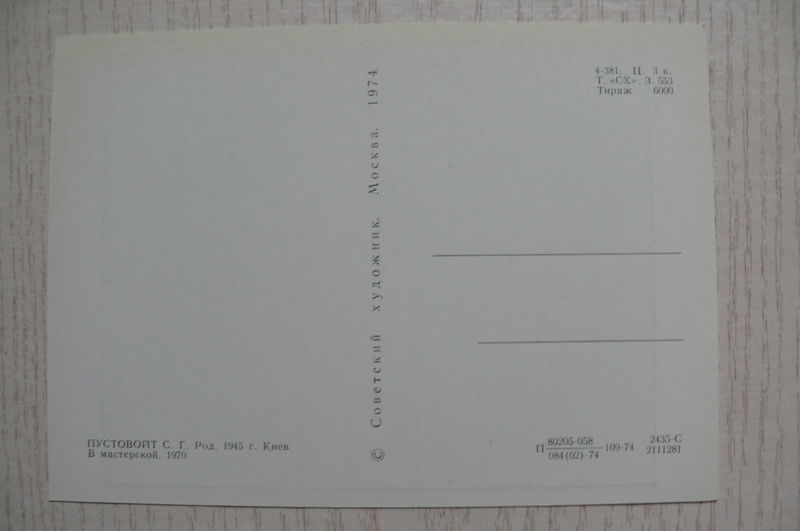 4-381. Ц. 3 к.
Т. «СХ». З. 553
Тираж 6000
© Советский художник. Москва. 1974.
ПУСТОВОЙТ С. Г. Род. 1945 г. Киев
В мастерской. 1970
П 80205-058 109-74 2435-С
084(02)-74 2111281